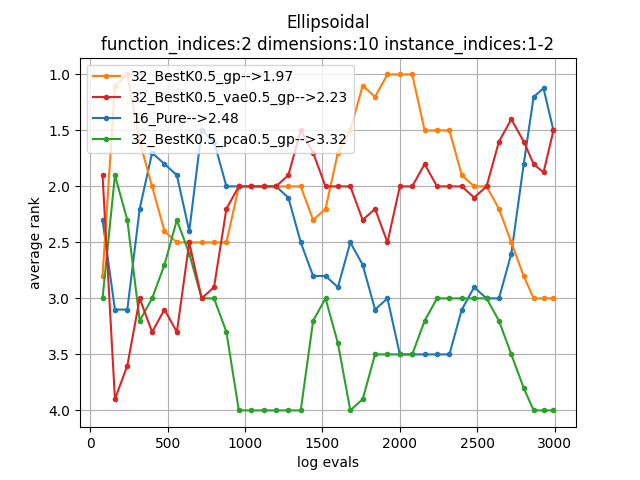 Ellipsoidal
function_indices:2 dimensions:10 instance_indices:1-2
32_BestK0.5_gp-->1.97
32_BestK0.5_vae0.5_gp-->2.23
16_Pure-->2.48
32_BestK0.5_pca0.5_gp-->3.32
average rank
1.0
1.5
2.0
2.5
3.0
3.5
4.0
0 500 1000 1500 2000 2500 3000
log evals